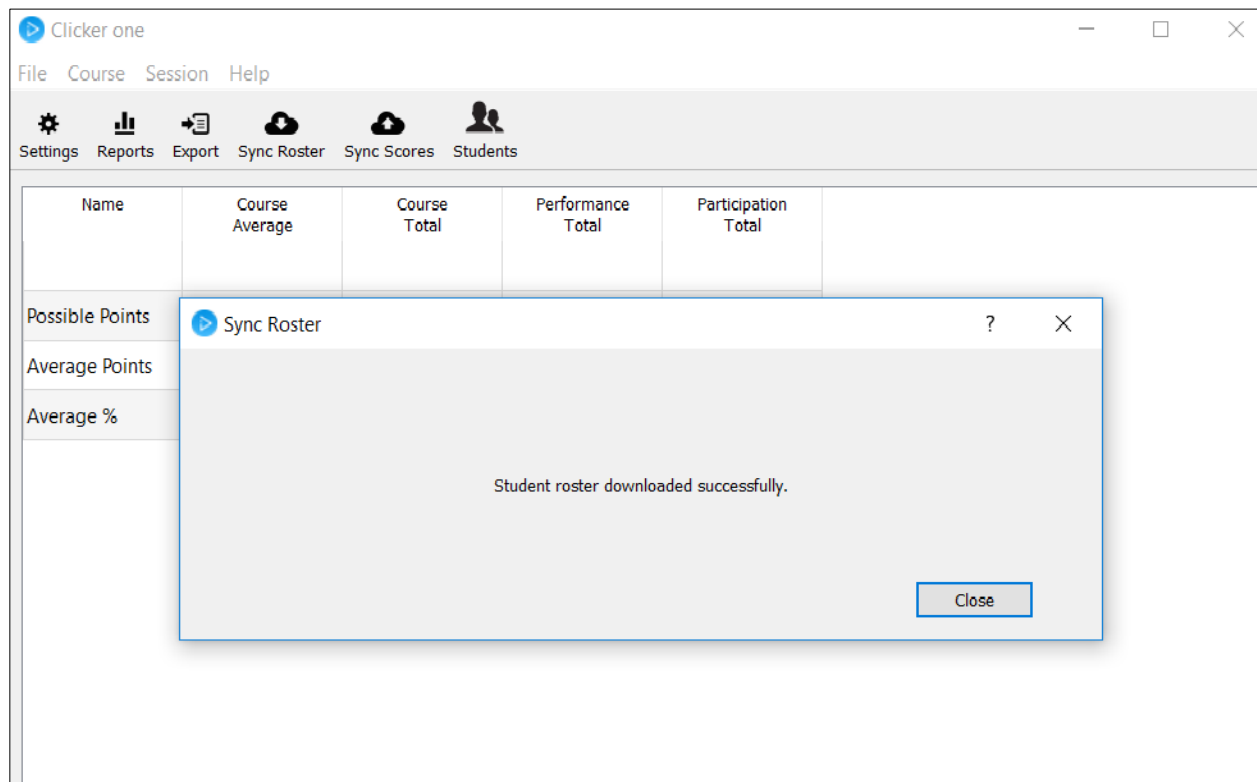 Clicker one
File Course Session Help
Settings Reports Export Sync Roster Sync Scores Students
Name Course Average Course Total Performance Total Participation Total
Possible Points
Average Points
Average %
Sync Roster ?
Student roster downloaded successfully.
Close